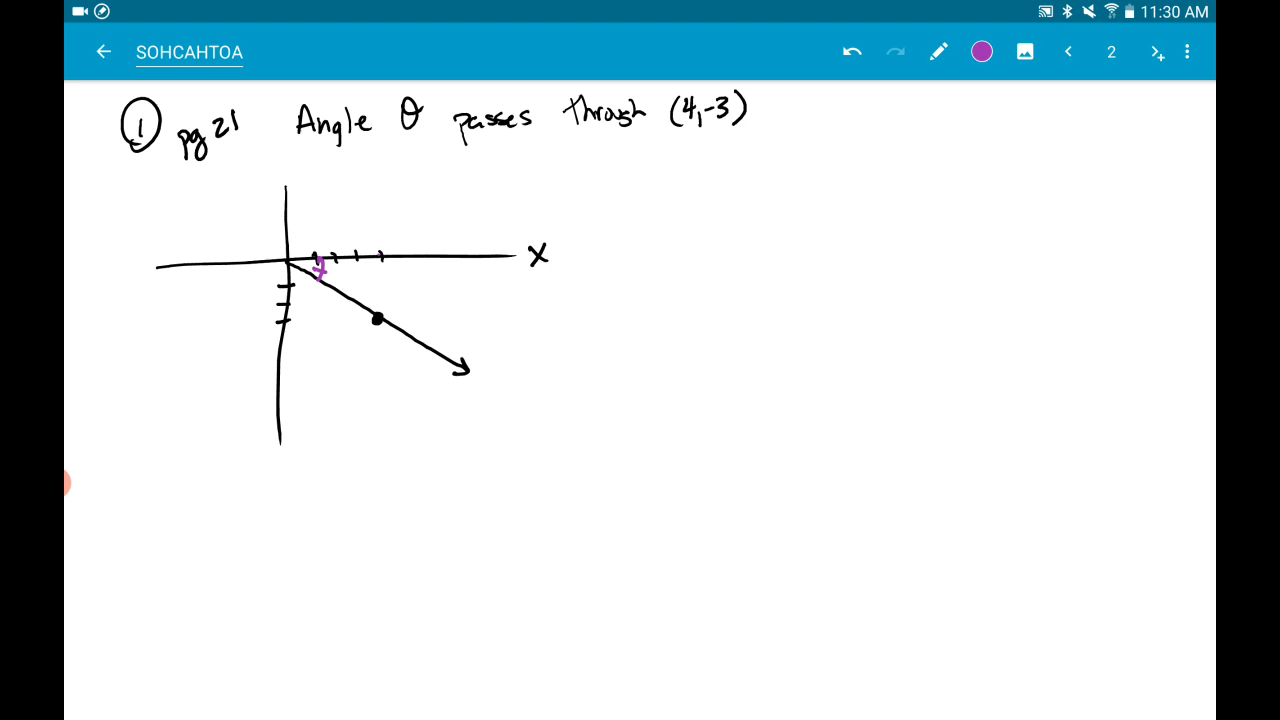 11:30 AM
SOHCAHTOA
2
① pg 21 Angle θ passes through (4,-3)
X